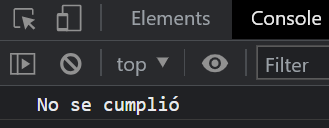 Elements Console
top ▼ Filter
No se cumplió